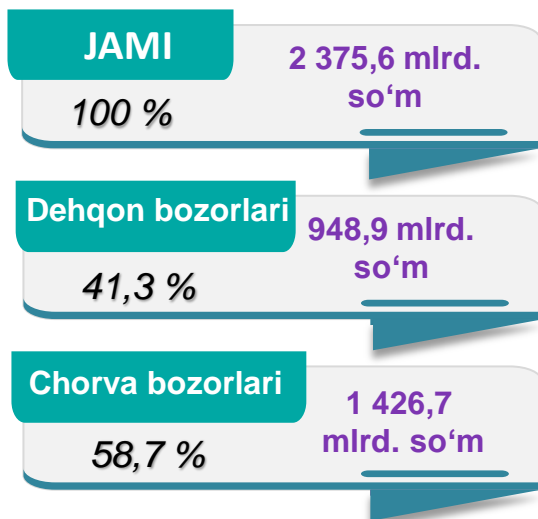 JAMI
2 375,6 mlrd.
so‘m
100 %
Dehqon bozorlari
948,9 mlrd.
so‘m
41,3 %
Chorva bozorlari
1 426,7
mlrd. so‘m
58,7 %